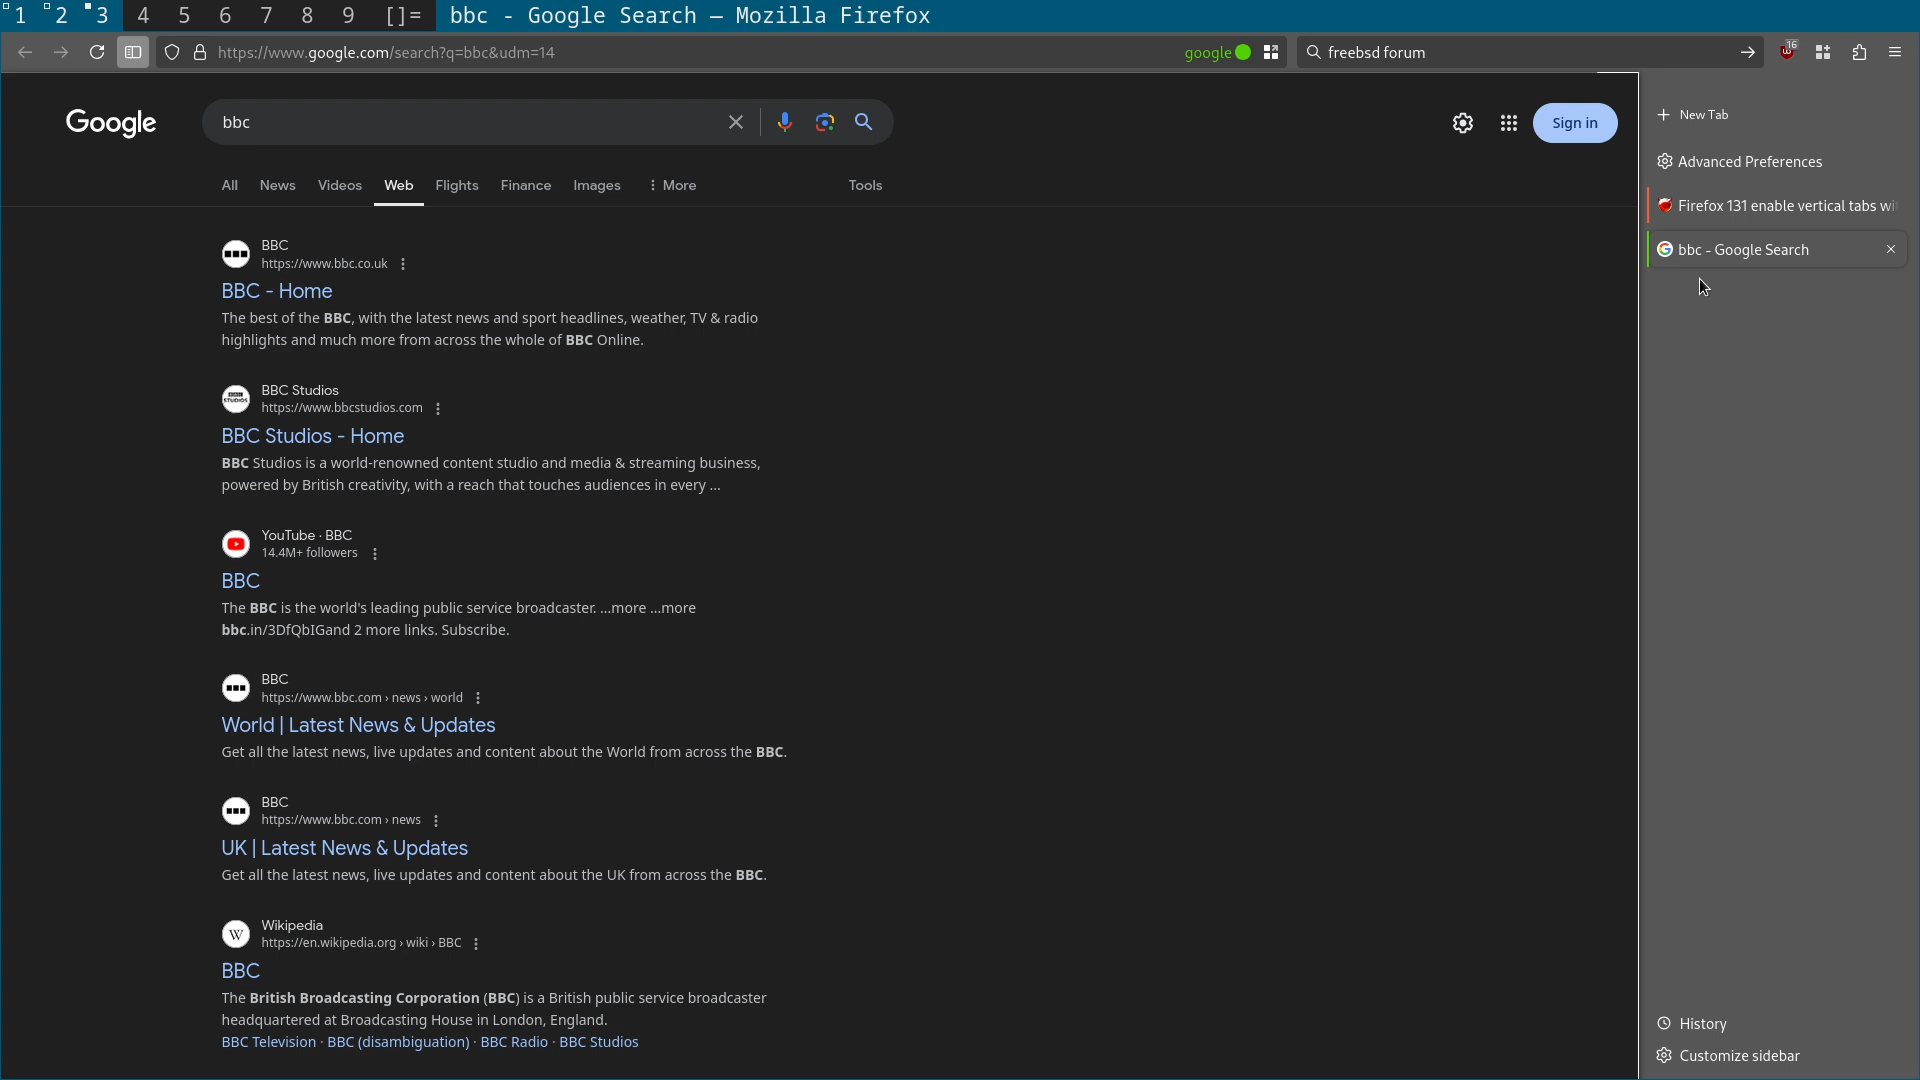 1 2 3 4 5 6 7 8 9 []= bbc - Google Search — Mozilla Firefox
https://www.google.com/search?q=bbc&udm=14 google freebsd forum 16
Google bbc Sign in
All News Videos Web Flights Finance Images More Tools
BBC
https://www.bbc.co.uk
BBC - Home
The best of the BBC, with the latest news and sport headlines, weather, TV & radio
highlights and much more from across the whole of BBC Online.
BBC Studios
https://www.bbcstudios.com
BBC Studios - Home
BBC Studios is a world-renowned content studio and media & streaming business,
powered by British creativity, with a reach that touches audiences in every ...
YouTube · BBC
14.4M+ followers
BBC
The BBC is the world's leading public service broadcaster. ...more ...more
bbc.in/3DfQbIGand 2 more links. Subscribe.
BBC
https://www.bbc.com › news › world
World | Latest News & Updates
Get all the latest news, live updates and content about the World from across the BBC.
BBC
https://www.bbc.com › news
UK | Latest News & Updates
Get all the latest news, live updates and content about the UK from across the BBC.
W
Wikipedia
https://en.wikipedia.org › wiki › BBC
BBC
The British Broadcasting Corporation (BBC) is a British public service broadcaster
headquartered at Broadcasting House in London, England.
BBC Television · BBC (disambiguation) · BBC Radio · BBC Studios
New Tab
Advanced Preferences
Firefox 131 enable vertical tabs wi
bbc - Google Search
History
Customize sidebar